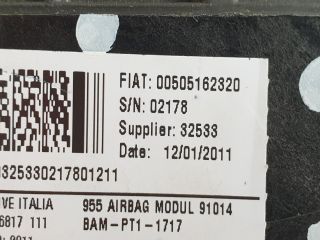 FIAT: 00505162320
S/N: 02178
Supplier: 32533
Date: 12/01/2011
325330217801211
VE ITALIA 955 AIRBAG MODUL 91014
6817 111 BAM-PT1-1717